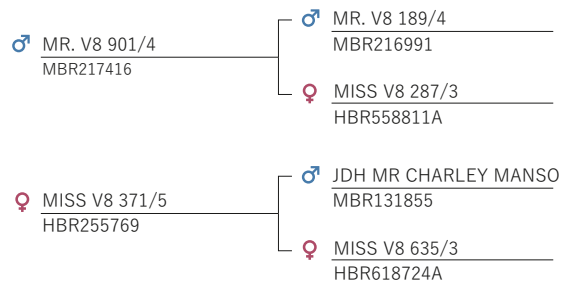 MR. V8 189/4
MR. V8 901/4
MBR216991
MBR217416
MISS V8 287/3
HBR558811A
JDH MR CHARLEY MANSO
MISS V8 371/5
MBR131855
HBR255769
MISS V8 635/3
HBR618724A